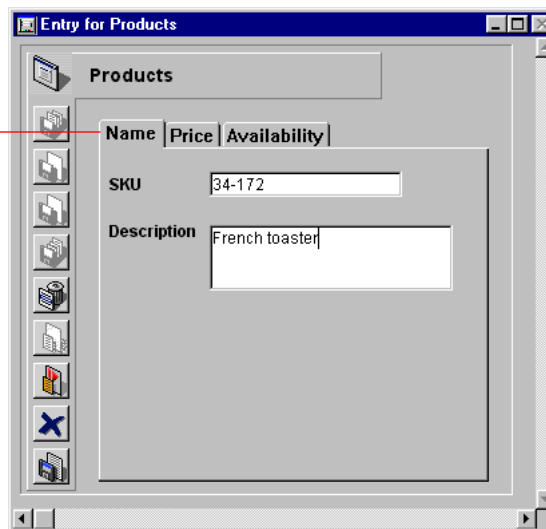 Entry for Products
Products
Name Price Availability
SKU 34-172
Description French toaster